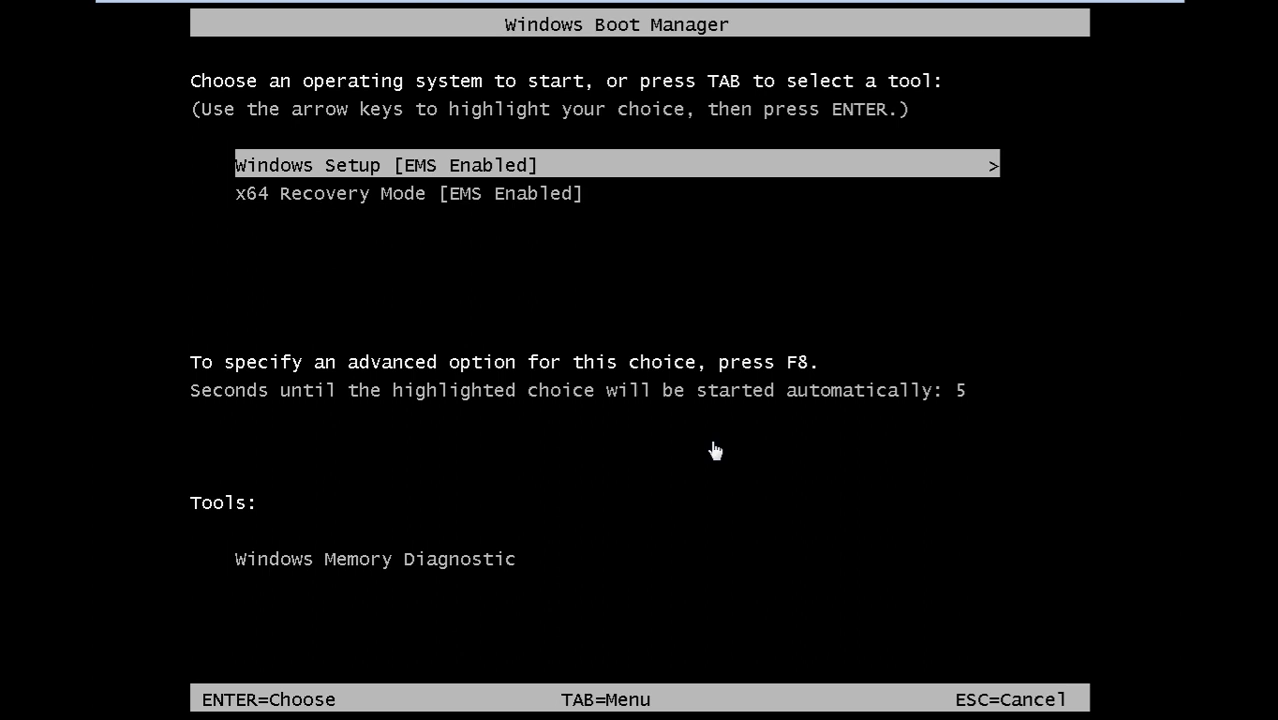 Windows Boot Manager
Choose an operating system to start, or press TAB to select a tool:
(Use the arrow keys to highlight your choice, then press ENTER.)
Windows Setup [EMS Enabled] >
x64 Recovery Mode [EMS Enabled]
To specify an advanced option for this choice, press F8.
Seconds until the highlighted choice will be started automatically: 5
Tools:
Windows Memory Diagnostic
ENTER=Choose TAB=Menu ESC=Cancel